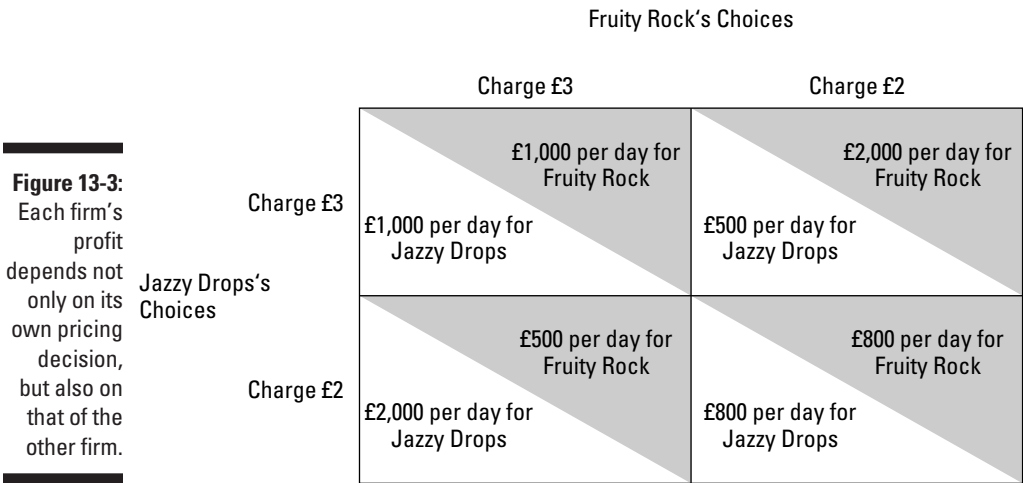 Fruity Rock‘s Choices
Charge £3
Charge £2
Figure 13-3:
Each firm’s
profit
depends not
only on its
own pricing
decision,
but also on
that of the
other firm.
Jazzy Drops‘s
Choices
Charge £3
£1,000 per day for
Fruity Rock
£1,000 per day for
Jazzy Drops
£2,000 per day for
Fruity Rock
£500 per day for
Jazzy Drops
Charge £2
£500 per day for
Fruity Rock
£2,000 per day for
Jazzy Drops
£800 per day for
Fruity Rock
£800 per day for
Jazzy Drops